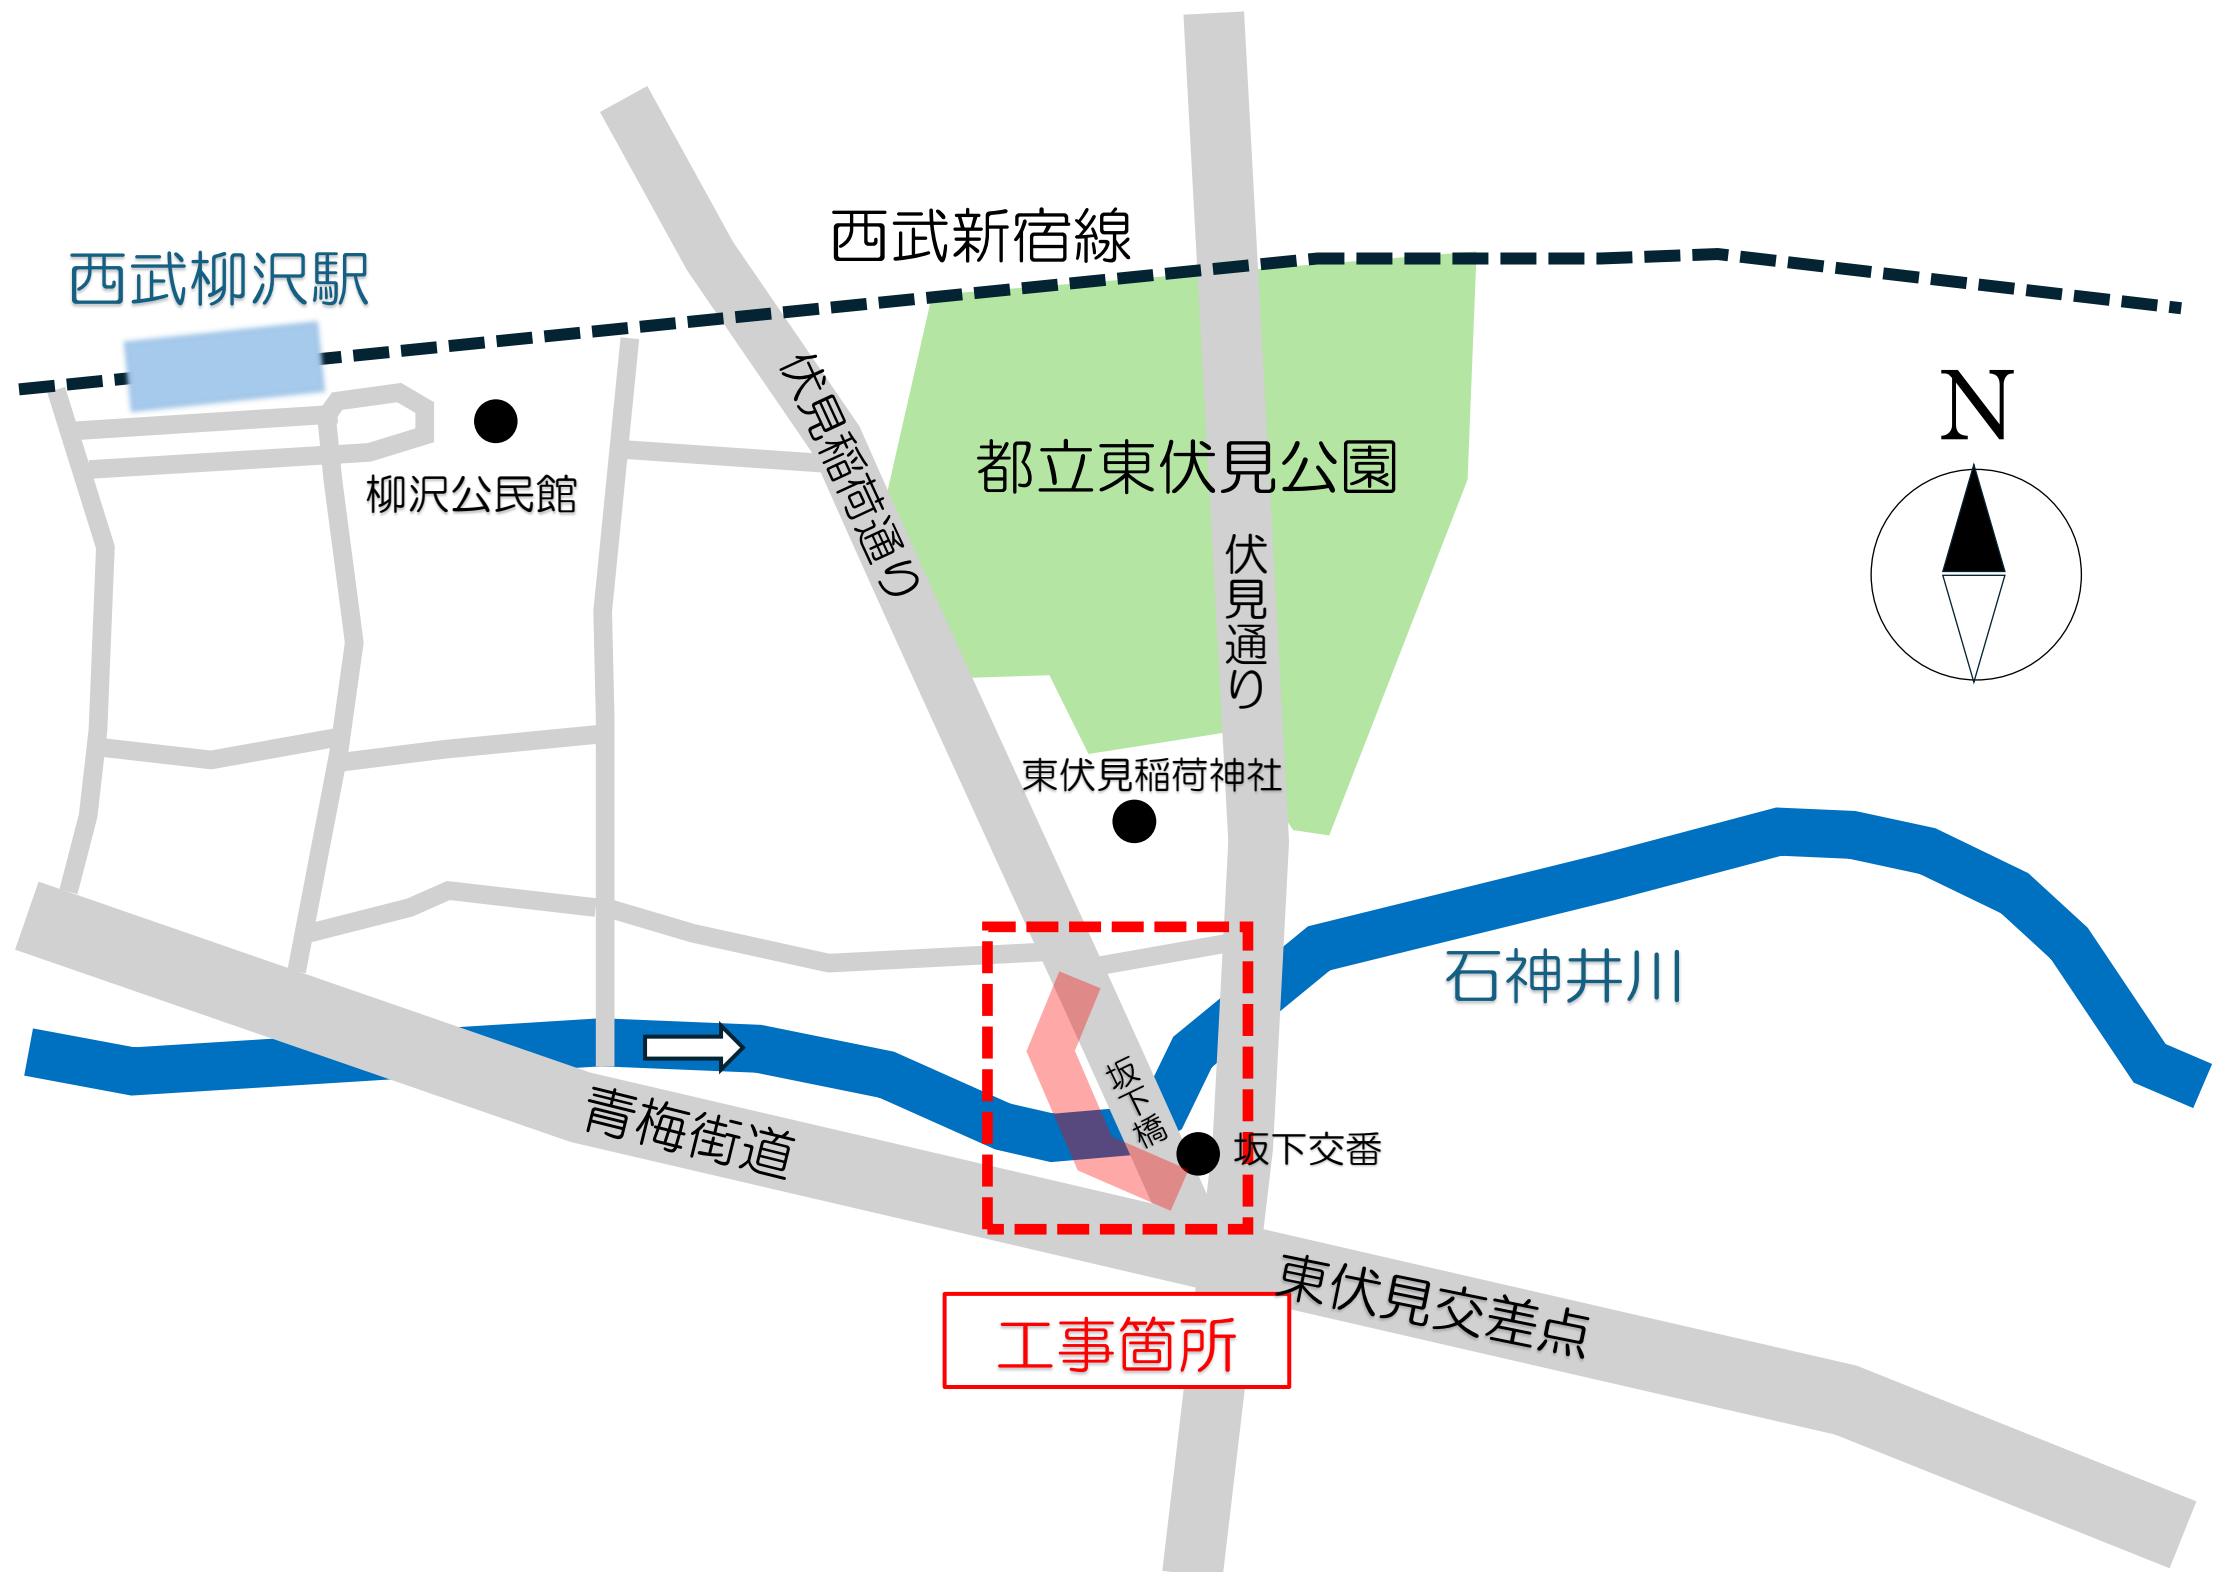 西武新宿線
西武柳沢駅
伏見稲荷通り
N
都立東伏見公園
柳沢公民館
伏見通り
東伏見稲荷神社
石神井川
坂下橋
青梅街道
坂下交番
東伏見交差点
工事箇所